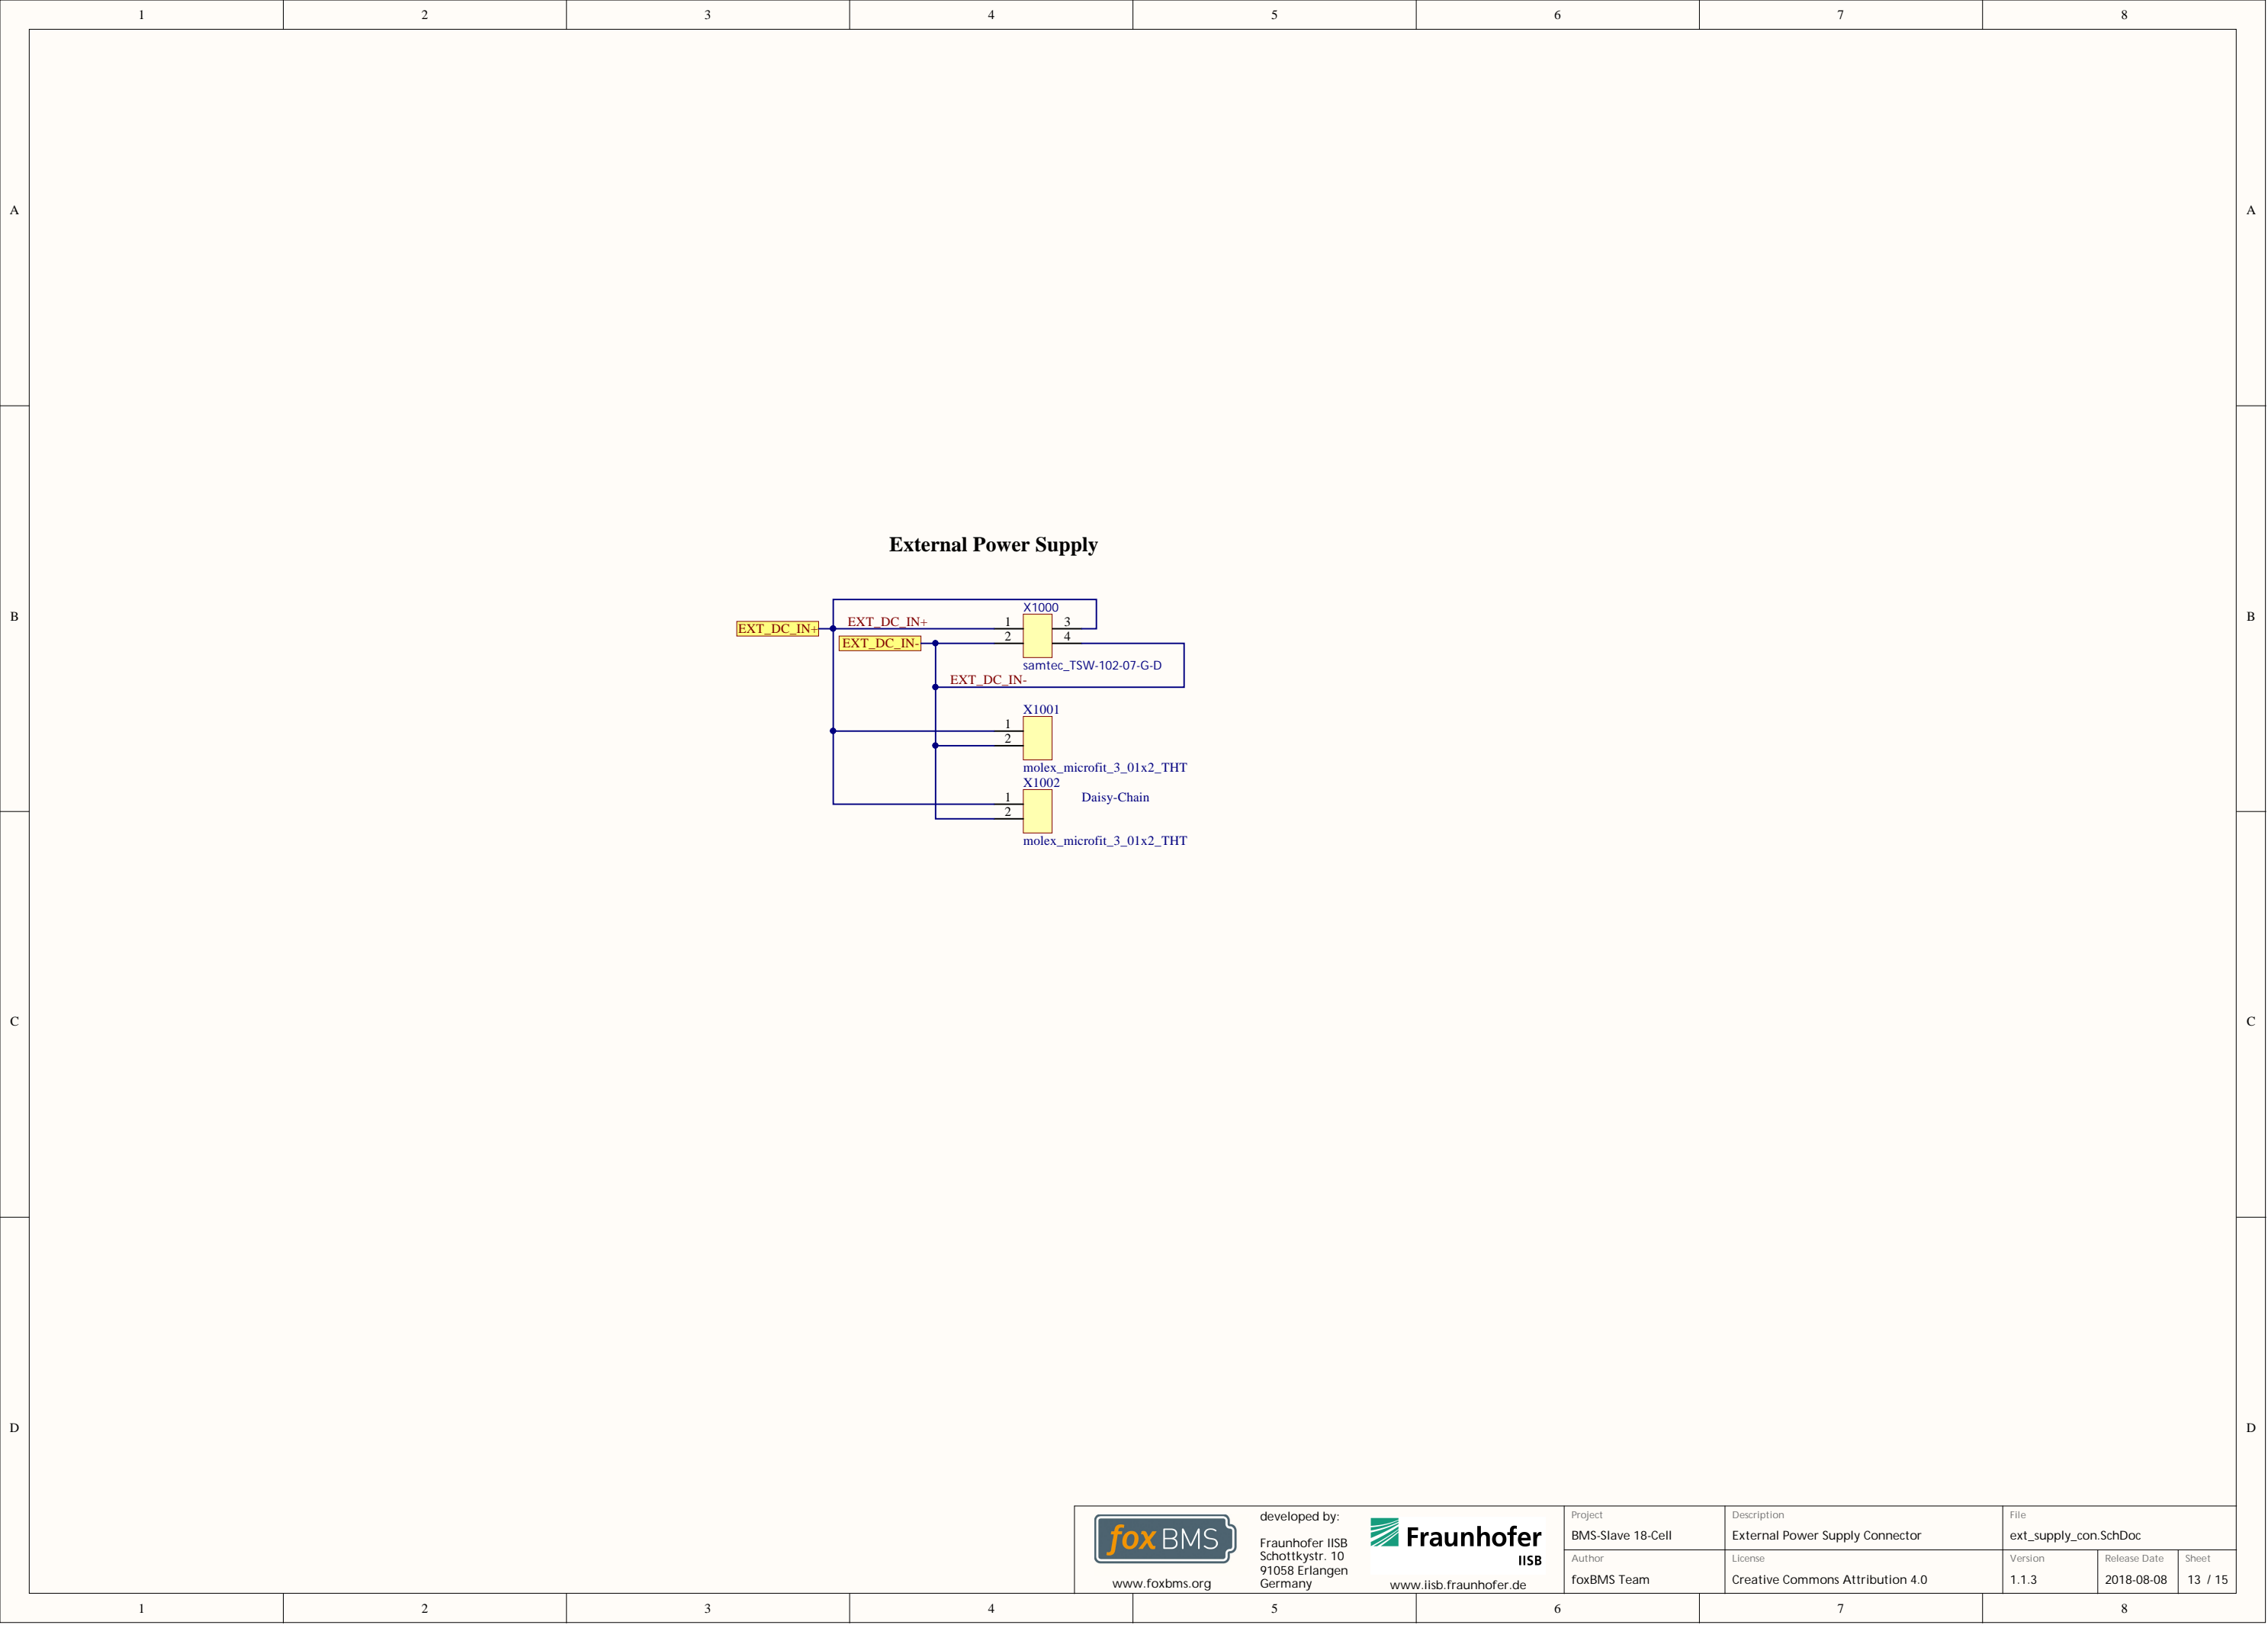 1 2 3 4 5 6 7 8
A A
External Power Supply
B B
X1000
EXT_DC_IN+ EXT_DC_IN+ 1 3
EXT_DC_IN- 2 4
samtec_TSW-102-07-G-D
EXT_DC_IN-
X1001
1
2
molex_microfit_3_01x2_THT
X1002
1 Daisy-Chain
2
molex_microfit_3_01x2_THT
C C
D D
fox BMS
www.foxbms.org
developed by:
Fraunhofer IISB
Schottkystr. 10
91058 Erlangen
Germany
Fraunhofer
IISB
www.iisb.fraunhofer.de
Project
BMS-Slave 18-Cell
Description
External Power Supply Connector
File
ext_supply_con.SchDoc
Author
foxBMS Team
License
Creative Commons Attribution 4.0
Version
1.1.3
Release Date
2018-08-08
Sheet
13 / 15
1 2 3 4 5 6 7 8